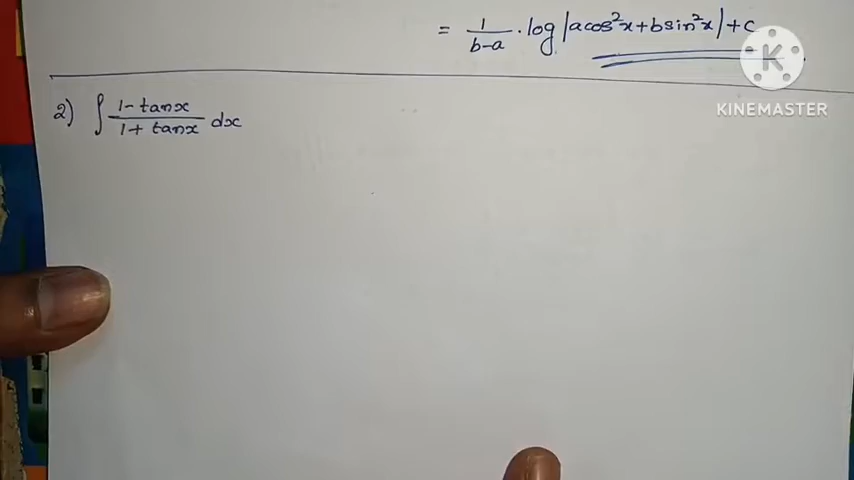 = 1/(b-a) . log|acos²x+bsin²x|+c
K
KINEMASTER
2) ∫ (1-tanx)/(1+tanx) dx